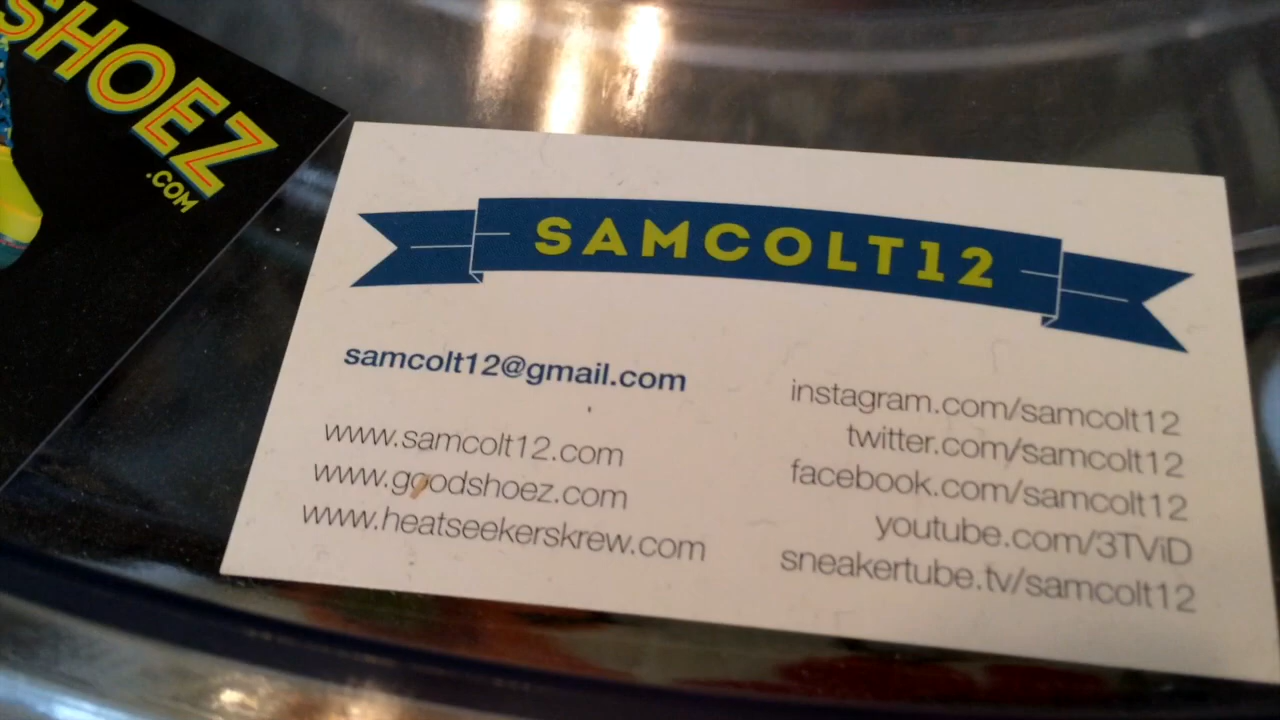 SHOEZ
.COM
SAMCOLT12
samcolt12@gmail.com
www.samcolt12.com
www.goodshoez.com
www.heatseekerskrew.com
instagram.com/samcolt12
twitter.com/samcolt12
facebook.com/samcolt12
youtube.com/3TViD
sneakertube.tv/samcolt12